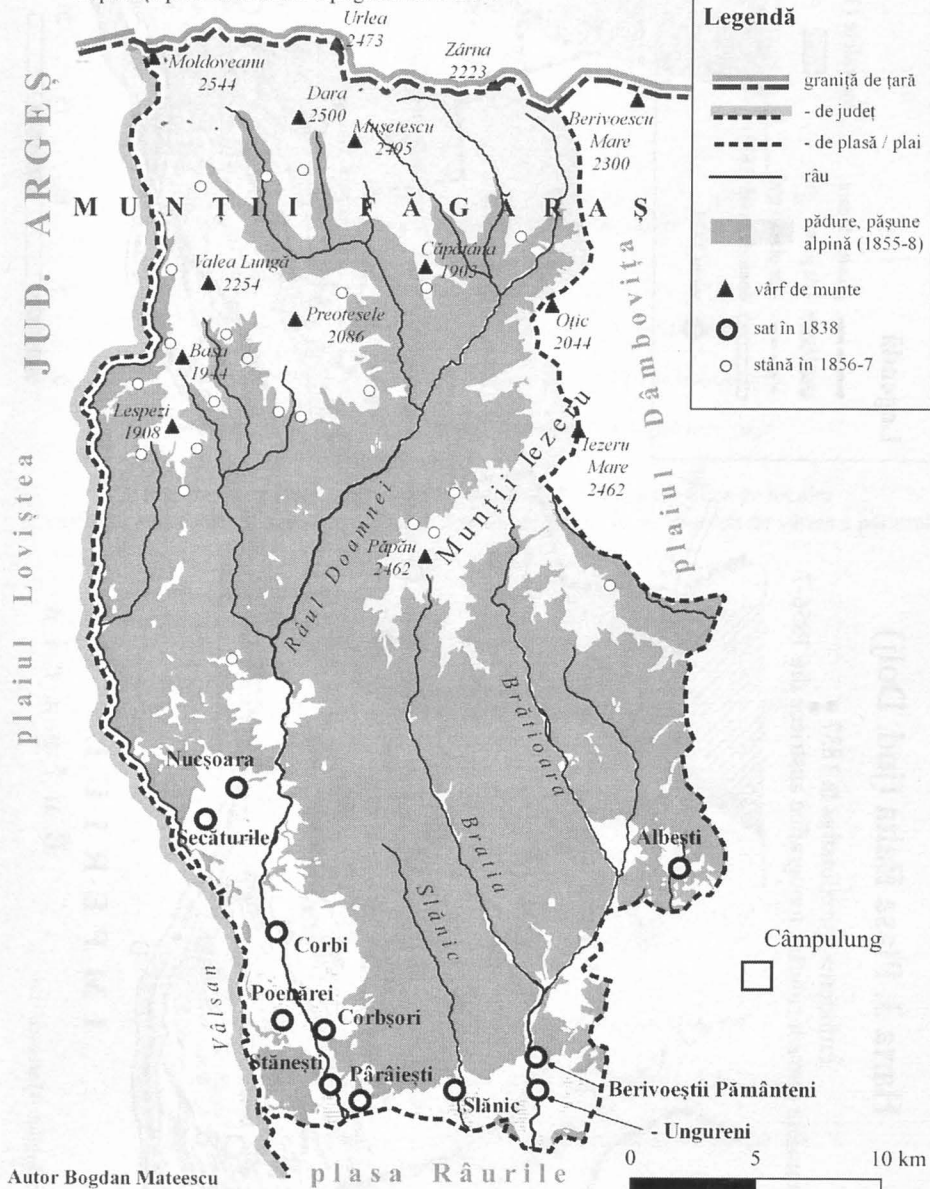 Legendă
graniță de țară
- de județ
- de plasă / plai
râu
pădure, pășune
alpină (1855-8)
vârf de munte
sat în 1838
stână în 1856-7
Urlea
2473
Moldoveanu
2544
Zârna
2223
Dara
2500
Mușetescu
Berivoescu
Mare
2300
JUD. ARGEȘ
MUNȚII FĂGĂRAȘ
Căpățâna
1903
Valea Lungă
2254
Preotesele
2086
Oțic
2044
Basa
1944
Lespezi
1908
plaiul Dâmbovița
Iezeru
Mare
2462
Munții Iezeru
Păpău
2462
Râul Doamnei
plaiul Lovistea
Brătioara
Bratia
Slănic
Nucșoara
Secăturile
Albești
Câmpulung
Corbi
Vâlsan
Poenărei
Corbșori
Stănești
Pârâiești
Slănic
Berivoeștii Pământeni
- Ungureni
plasa Râurile
0 5 10 km
Autor Bogdan Mateescu